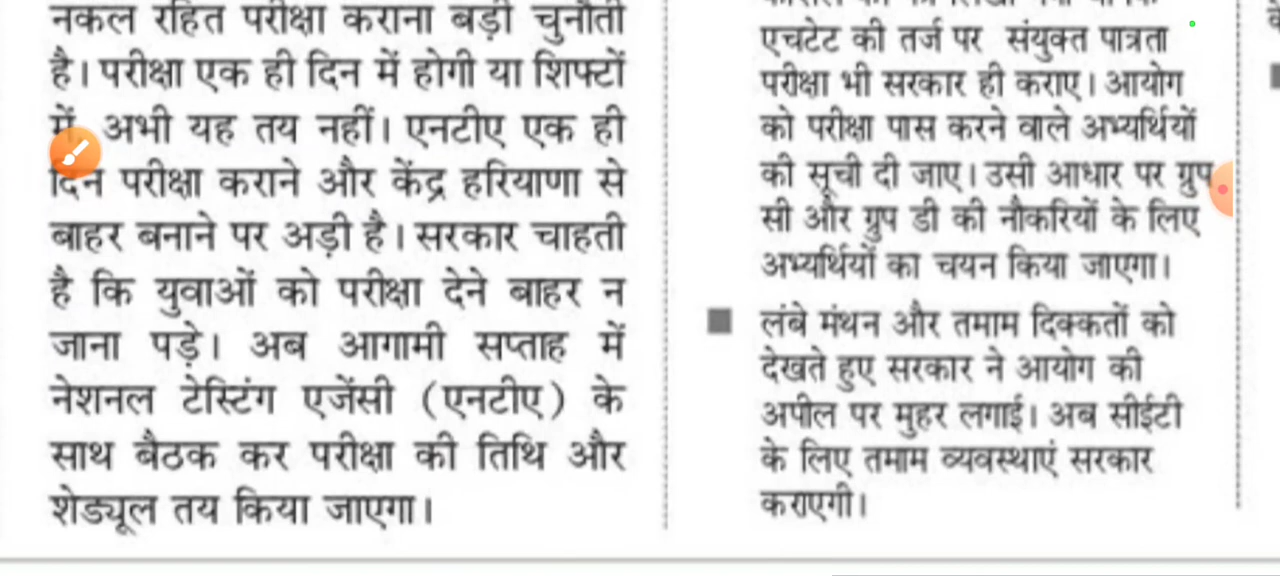 नकल रहित परीक्षा कराना बड़ी चुनौती
है। परीक्षा एक ही दिन में होगी या शिफ्टों
में अभी यह तय नहीं। एनटीए एक ही
दिन परीक्षा कराने और केंद्र हरियाणा से
बाहर बनाने पर अड़ी है। सरकार चाहती
है कि युवाओं को परीक्षा देने बाहर न
जाना पड़े। अब आगामी सप्ताह में
नेशनल टेस्टिंग एजेंसी (एनटीए) के
साथ बैठक कर परीक्षा की तिथि और
शेड्यूल तय किया जाएगा।
एचटेट की तर्ज पर संयुक्त पात्रता
परीक्षा भी सरकार ही कराए। आयोग
को परीक्षा पास करने वाले अभ्यर्थियों
की सूची दी जाए। उसी आधार पर ग्रुप
सी और ग्रुप डी की नौकरियों के लिए
अभ्यर्थियों का चयन किया जाएगा।
लंबे मंथन और तमाम दिक्कतों को
देखते हुए सरकार ने आयोग की
अपील पर मुहर लगाई। अब सीईटी
के लिए तमाम व्यवस्थाएं सरकार
कराएगी।